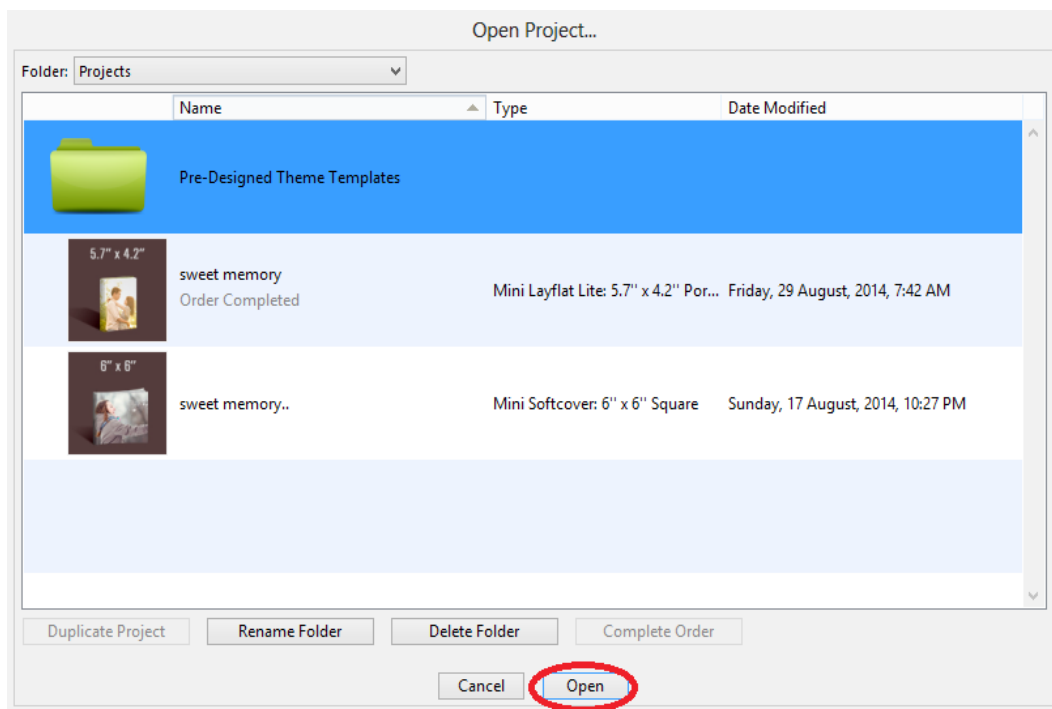 Open Project...
Folder: Projects
Name Type Date Modified
Pre-Designed Theme Templates
5.7" x 4.2"
sweet memory
Order Completed
Mini Layflat Lite: 5.7'' x 4.2'' Por... Friday, 29 August, 2014, 7:42 AM
6" x 6"
sweet memory.. Mini Softcover: 6'' x 6'' Square Sunday, 17 August, 2014, 10:27 PM
Duplicate Project Rename Folder Delete Folder Complete Order
Cancel Open